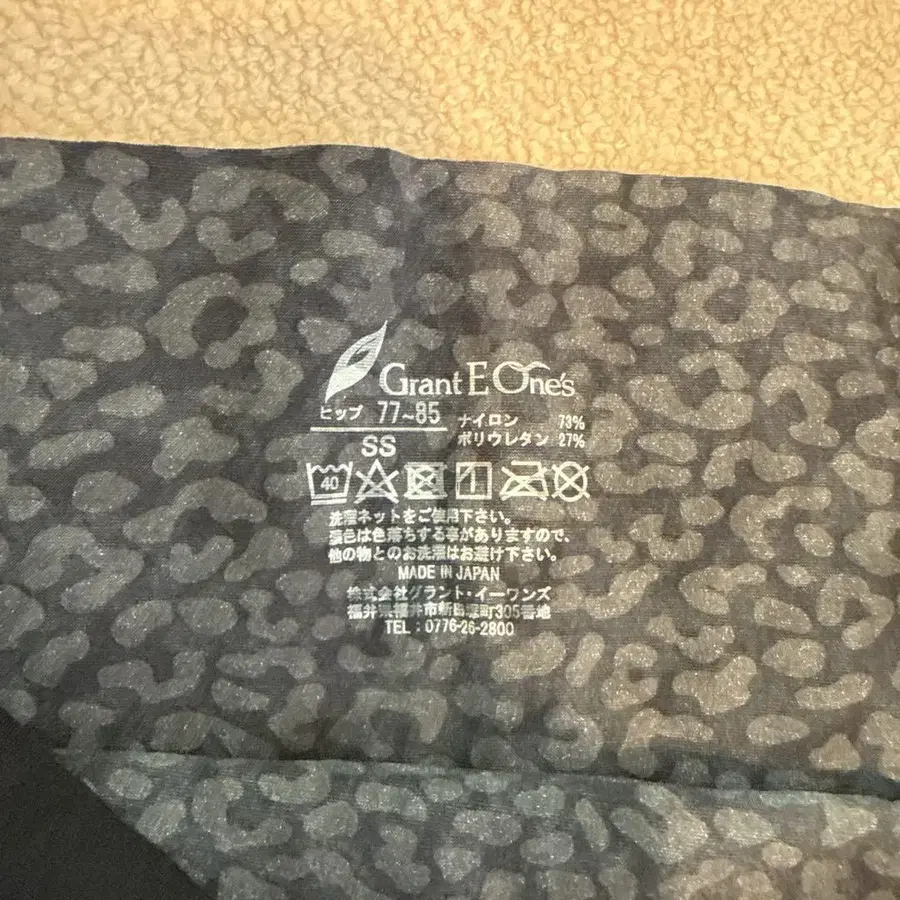 Grant E One's
ヒップ 77~85
SS
ナイロン 73%
ポリウレタン 27%
40
洗濯ネットをご使用下さい。
濃色は色落ちする事がありますので、
他の物とのお洗濯はお避け下さい。
MADE IN JAPAN
株式会社グラント・イーワンズ
福井県福井市新田塚町305番地
TEL:0776-26-2800